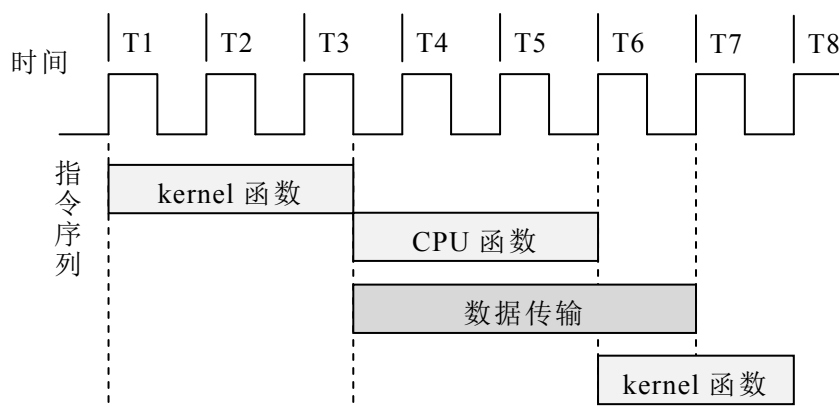 T1 T2 T3 T4 T5 T6 T7 T8
时间
指令序列
kernel 函数
CPU 函数
数据传输
kernel 函数